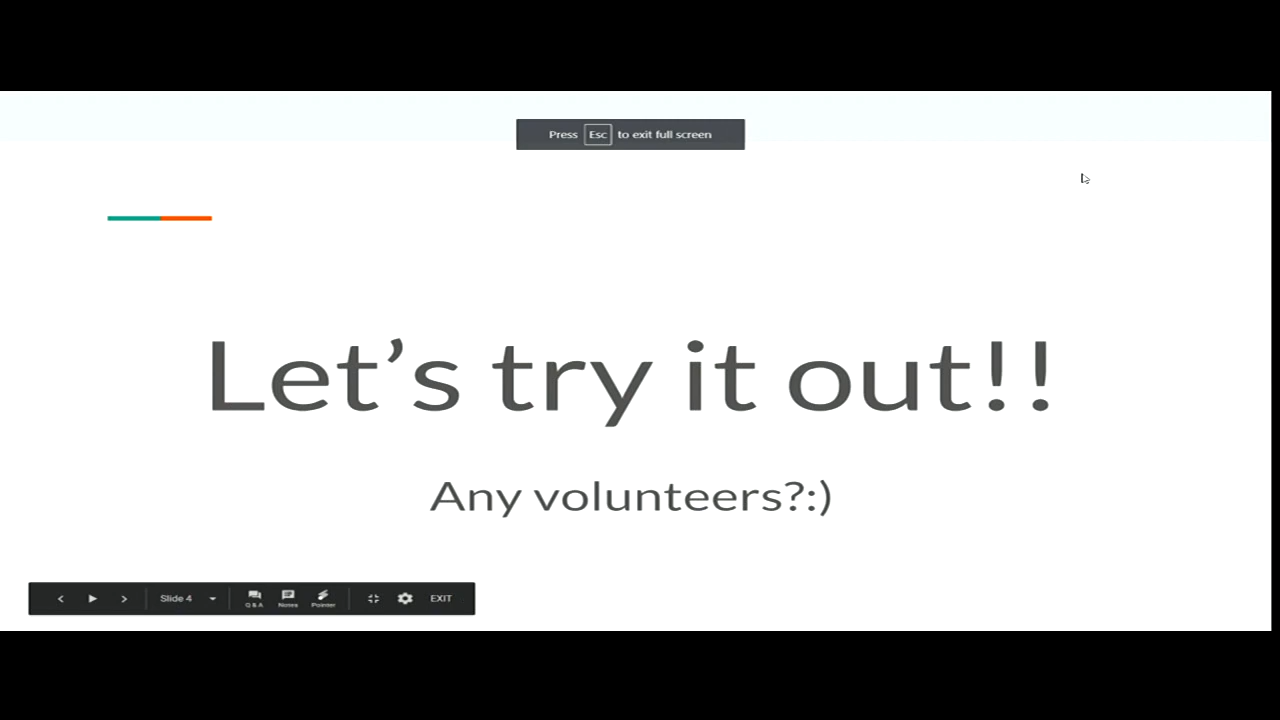 Press Esc to exit full screen
Let’s try it out!!
Any volunteers?:)
Slide 4 Q & A Notes Pointer EXIT